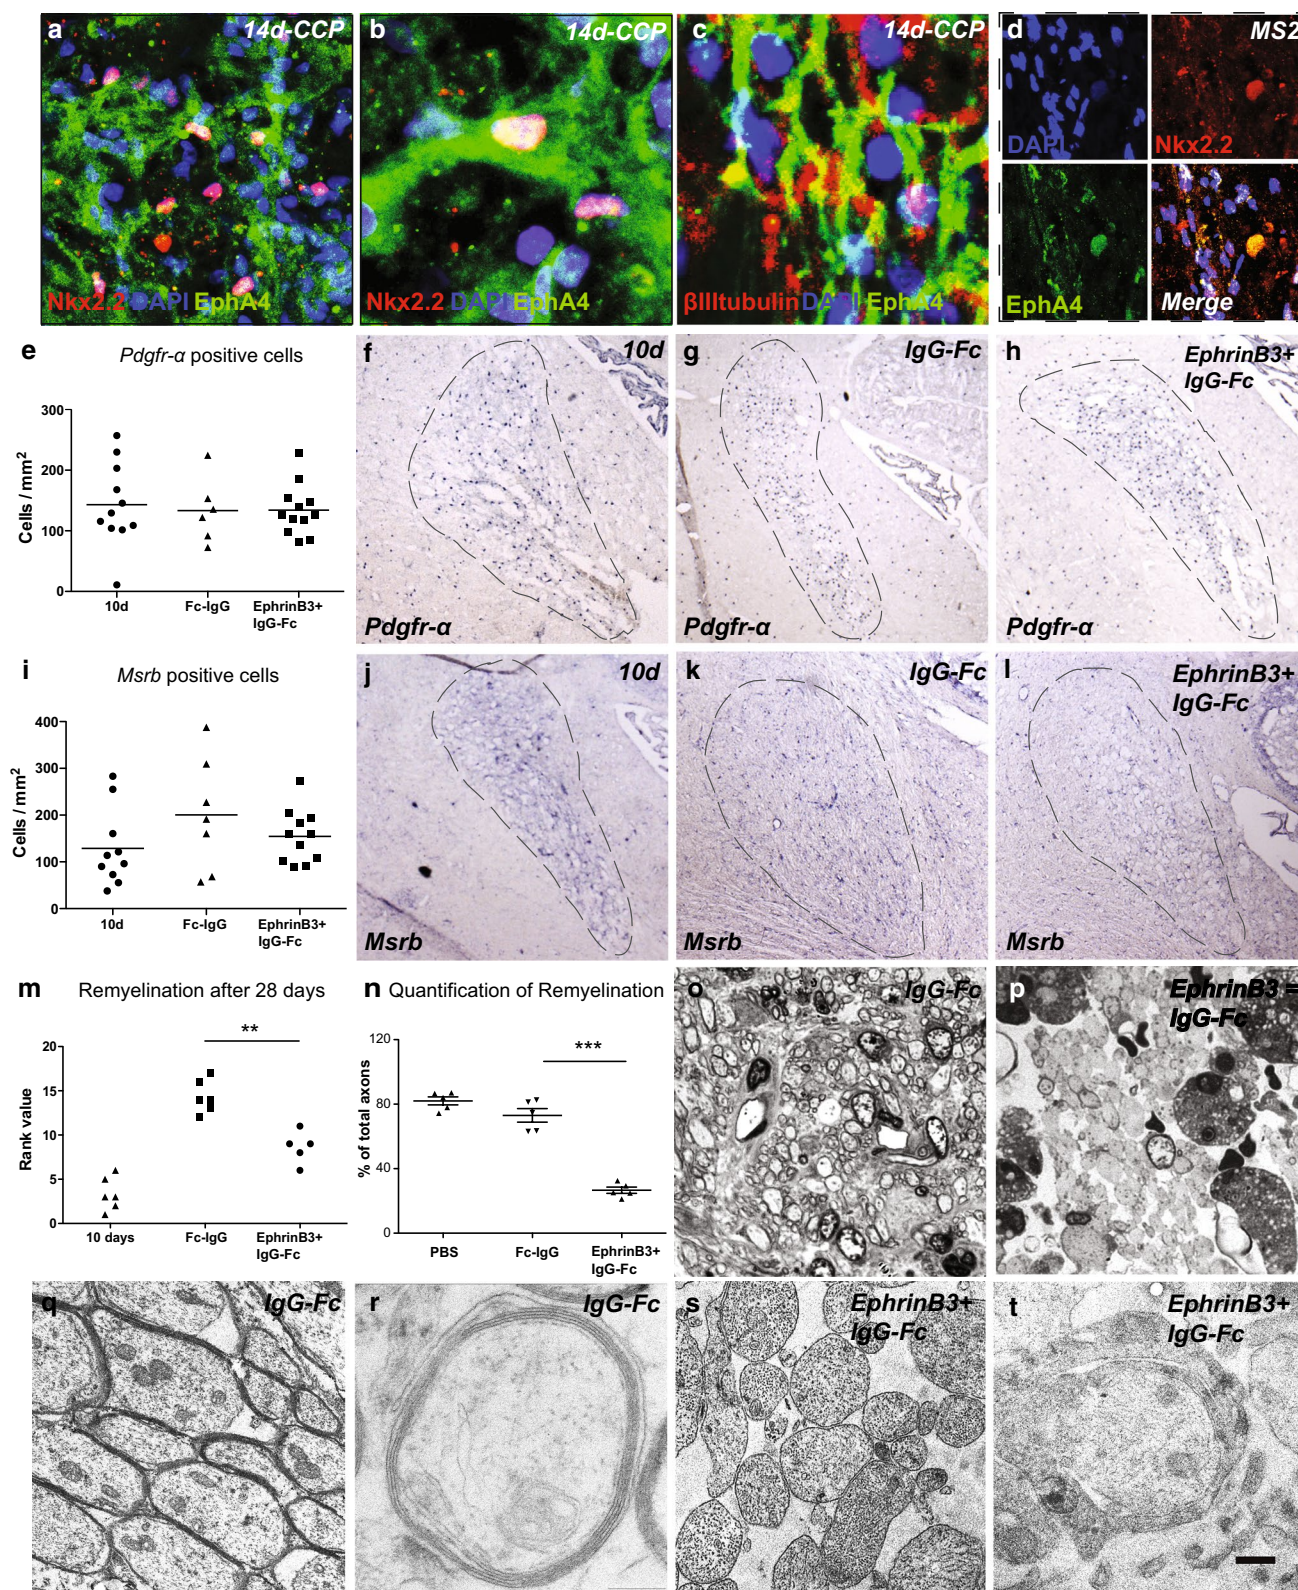 a 14d-CCP
Nkx2.2 DAPI EphA4
b 14d-CCP
Nkx2.2 DAPI EphA4
c 14d-CCP
βIIItubulin DAPI EphA4
d MS2
DAPI
Nkx2.2
EphA4
Merge
e Pdgfr-α positive cells
Cells / mm²
300
200
100
0
10d
Fc-IgG
EphrinB3+
IgG-Fc
f 10d
Pdgfr-α
g IgG-Fc
Pdgfr-α
h EphrinB3+
IgG-Fc
Pdgfr-α
i Msrb positive cells
Cells / mm²
400
300
200
100
0
10d
Fc-IgG
EphrinB3+
IgG-Fc
j 10d
Msrb
k IgG-Fc
Msrb
l EphrinB3+
IgG-Fc
Msrb
m Remyelination after 28 days
**
Rank value
20
15
10
5
0
10 days
Fc-IgG
EphrinB3+
IgG-Fc
n Quantification of Remyelination
***
% of total axons
120
80
40
0
PBS
Fc-IgG
EphrinB3+
IgG-Fc
o IgG-Fc
p EphrinB3 =
IgG-Fc
q IgG-Fc
r IgG-Fc
s EphrinB3+
IgG-Fc
t EphrinB3+
IgG-Fc